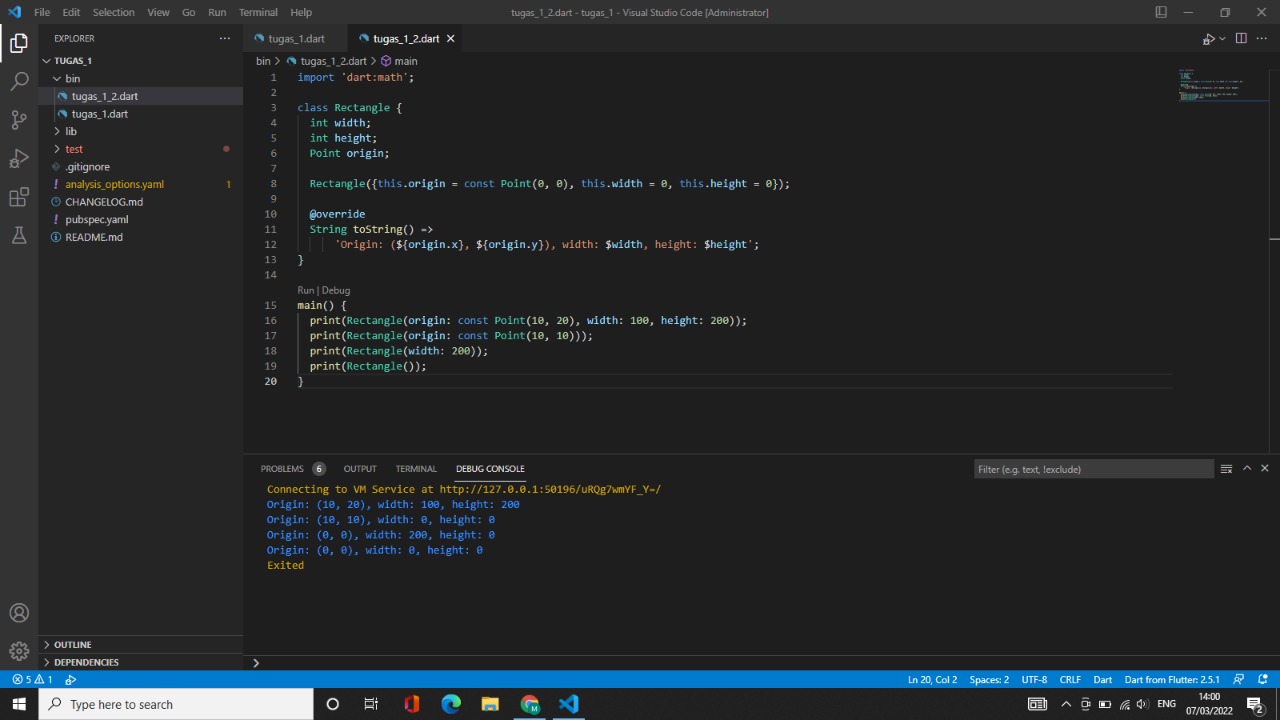 File Edit Selection View Go Run Terminal Help
tugas_1_2.dart - tugas_1 - Visual Studio Code [Administrator]
EXPLORER
TUGAS_1
bin
tugas_1_2.dart
tugas_1.dart
lib
test
.gitignore
! analysis_options.yaml 1
CHANGELOG.md
! pubspec.yaml
README.md
OUTLINE
DEPENDENCIES
tugas_1.dart tugas_1_2.dart
bin > tugas_1_2.dart > main
1 import 'dart:math';
2
3 class Rectangle {
4 int width;
5 int height;
6 Point origin;
7
8 Rectangle({this.origin = const Point(0, 0), this.width = 0, this.height = 0});
9
10 @override
11 String toString() =>
12 'Origin: (${origin.x}, ${origin.y}), width: $width, height: $height';
13 }
14
Run | Debug
15 main() {
16 print(Rectangle(origin: const Point(10, 20), width: 100, height: 200));
17 print(Rectangle(origin: const Point(10, 10)));
18 print(Rectangle(width: 200));
19 print(Rectangle());
20 }
PROBLEMS 6 OUTPUT TERMINAL DEBUG CONSOLE
Filter (e.g. text, !exclude)
Connecting to VM Service at http://127.0.0.1:50196/uRQg7wmYF_Y=/
Origin: (10, 20), width: 100, height: 200
Origin: (10, 10), width: 0, height: 0
Origin: (0, 0), width: 200, height: 0
Origin: (0, 0), width: 0, height: 0
Exited
5 1
Ln 20, Col 2 Spaces: 2 UTF-8 CRLF Dart Dart from Flutter: 2.5.1
Type here to search
ENG
14:00
07/03/2022
2